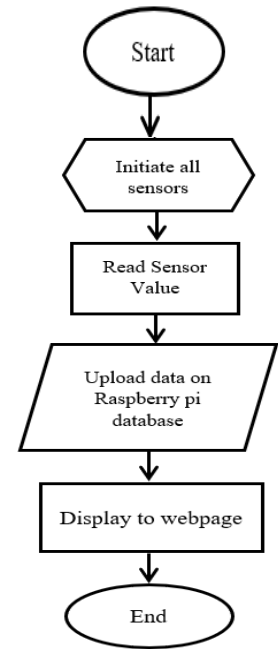 Start
Initiate all
sensors
Read Sensor
Value
Upload data on
Raspberry pi
database
Display to webpage
End